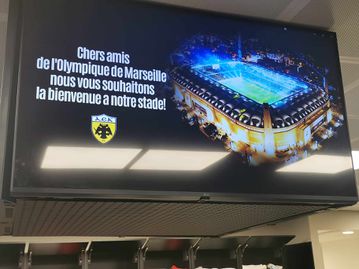 Chers amis
de l'Olympique de Marseille
nous vous souhaitons
la bienvenue a notre stade!
A.E.K.